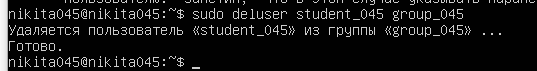 nikita045@nikita045:~$ sudo deluser student_045 group_045
Удаляется пользователь «student_045» из группы «group_045» ...
Готово.
nikita045@nikita045:~$ _